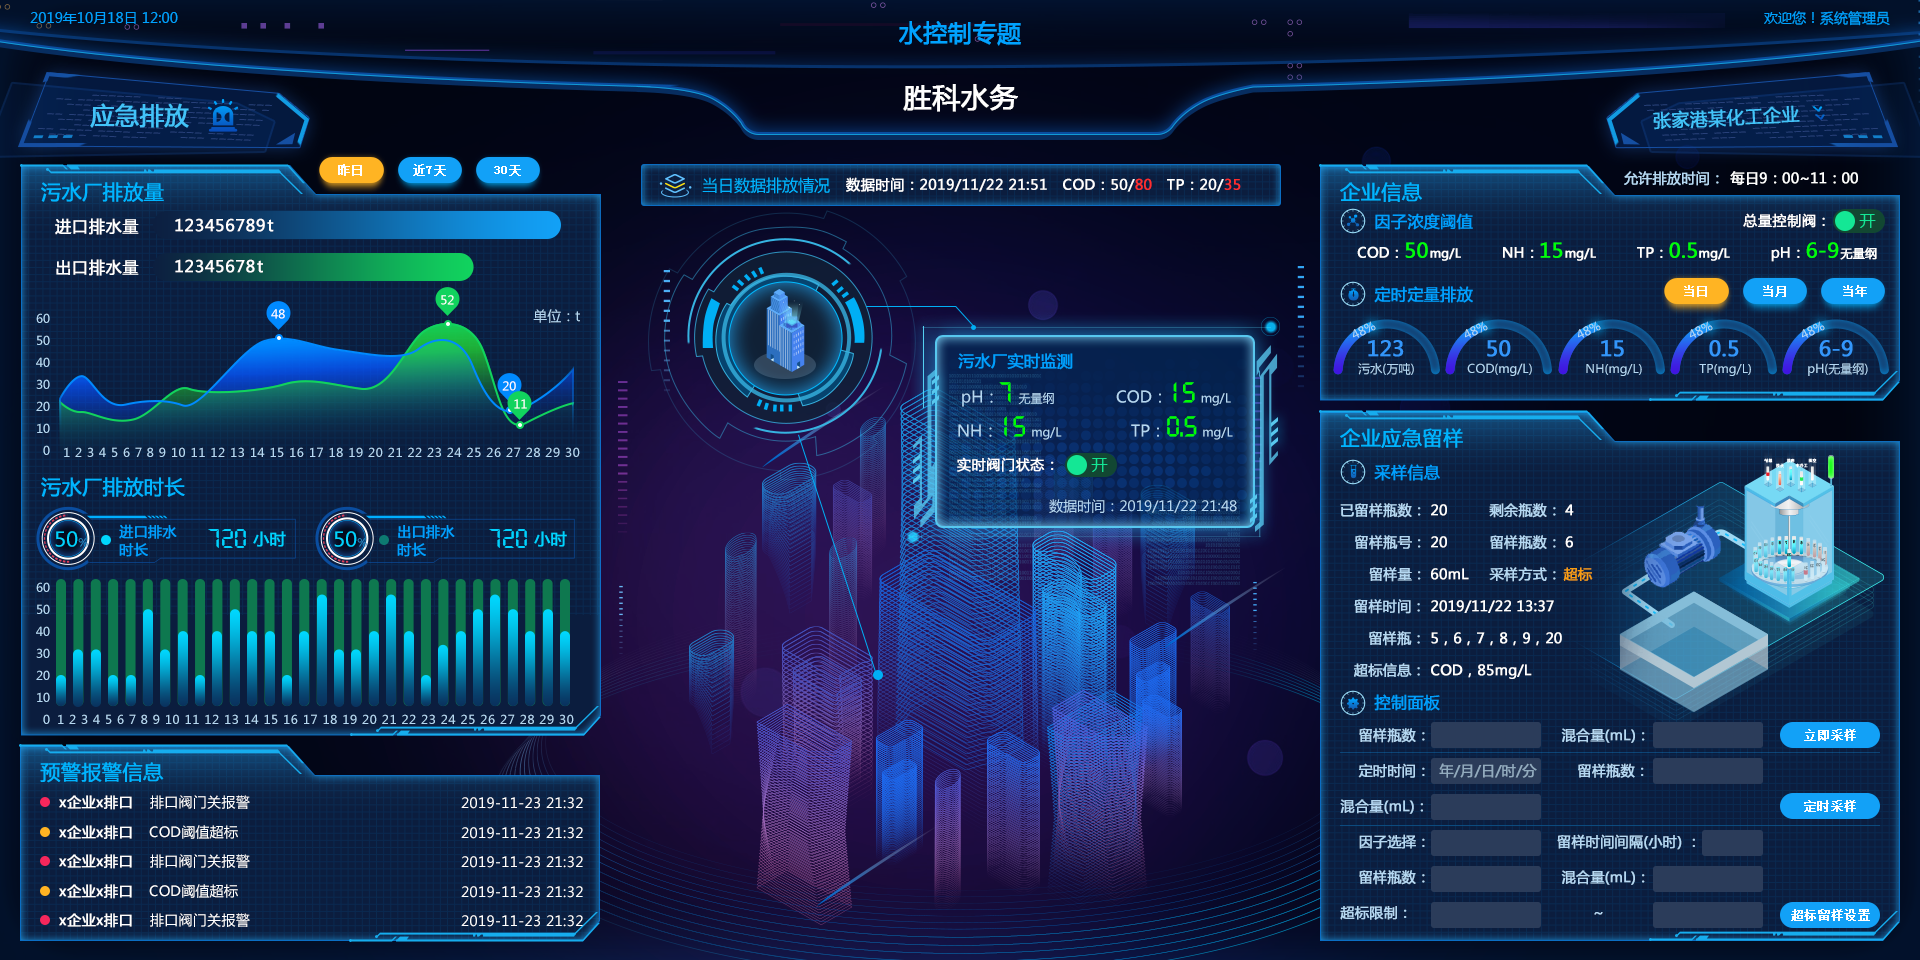 2019年10月18日 12:00
水控制专题
欢迎您！系统管理员
胜科水务
应急排放
张家港某化工企业
昨日 近7天 30天
污水厂排放量
进口排水量 123456789t
出口排水量 12345678t
单位：t
48
52
20
11
60
50
40
30
20
10
0
1 2 3 4 5 6 7 8 9 10 11 12 13 14 15 16 17 18 19 20 21 22 23 24 25 26 27 28 29 30
污水厂排放时长
50% 进口排水时长 720 小时
50% 出口排水时长 720 小时
60
50
40
30
20
10
0
1 2 3 4 5 6 7 8 9 10 11 12 13 14 15 16 17 18 19 20 21 22 23 24 25 26 27 28 29 30
预警报警信息
x企业x排口 排口阀门关报警 2019-11-23 21:32
x企业x排口 COD阈值超标 2019-11-23 21:32
x企业x排口 排口阀门关报警 2019-11-23 21:32
x企业x排口 COD阈值超标 2019-11-23 21:32
x企业x排口 排口阀门关报警 2019-11-23 21:32
当日数据排放情况 数据时间：2019/11/22 21:51 COD：50/80 TP：20/35
污水厂实时监测
pH：7 无量纲 COD：15 mg/L
NH：15 mg/L TP：0.5 mg/L
实时阀门状态： 开
数据时间：2019/11/22 21:48
企业信息
允许排放时间： 每日9：00~11：00
因子浓度阈值
总量控制阀： 开
COD：50mg/L NH：15mg/L TP：0.5mg/L pH：6-9无量纲
定时定量排放
当日 当月 当年
48% 48% 48% 48% 48%
123 50 15 0.5 6-9
污水(万吨) COD(mg/L) NH(mg/L) TP(mg/L) pH(无量纲)
企业应急留样
采样信息
已留样瓶数： 20 剩余瓶数： 4
留样瓶号： 20 留样瓶数： 6
留样量： 60mL 采样方式：超标
留样时间： 2019/11/22 13:37
留样瓶： 5，6，7，8，9，20
超标信息： COD，85mg/L
控制面板
留样瓶数： 混合量(mL)： 立即采样
定时时间： 年/月/日/时/分 留样瓶数：
混合量(mL)： 定时采样
因子选择： 留样时间间隔(小时) ：
留样瓶数： 混合量(mL)：
超标限制： ~ 超标留样设置